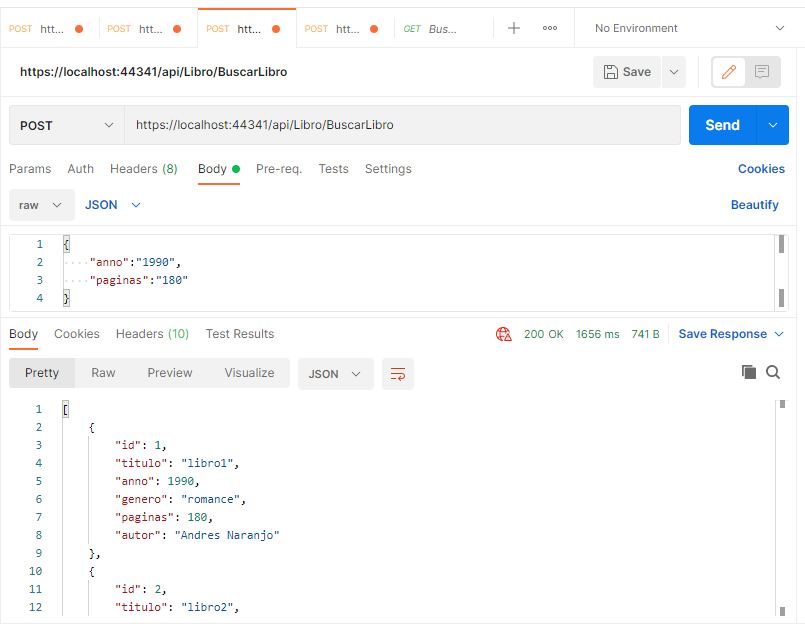 POST htt... POST htt... POST htt... POST htt... GET Bus... No Environment
https://localhost:44341/api/Libro/BuscarLibro Save
POST https://localhost:44341/api/Libro/BuscarLibro Send
Params Auth Headers (8) Body Pre-req. Tests Settings Cookies
raw JSON Beautify
1 {
2 "anno":"1990",
3 "paginas":"180"
4 }
Body Cookies Headers (10) Test Results 200 OK 1656 ms 741 B Save Response
Pretty Raw Preview Visualize JSON
1 [
2 {
3 "id": 1,
4 "titulo": "libro1",
5 "anno": 1990,
6 "genero": "romance",
7 "paginas": 180,
8 "autor": "Andres Naranjo"
9 },
10 {
11 "id": 2,
12 "titulo": "libro2",